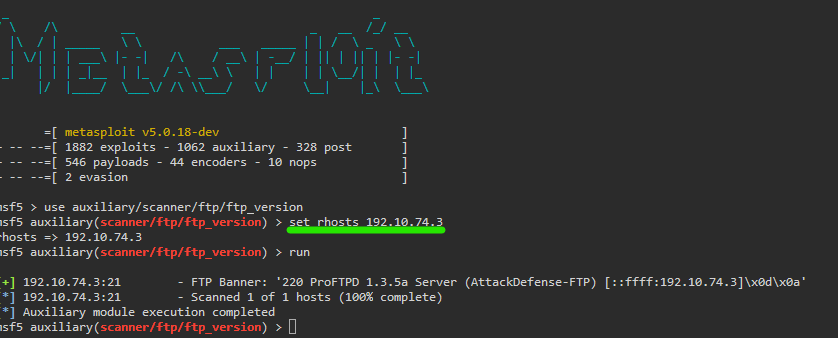 =[ metasploit v5.0.18-dev ]
- -- --=[ 1882 exploits - 1062 auxiliary - 328 post ]
- -- --=[ 546 payloads - 44 encoders - 10 nops ]
- -- --=[ 2 evasion ]
msf5 > use auxiliary/scanner/ftp/ftp_version
msf5 auxiliary(scanner/ftp/ftp_version) > set rhosts 192.10.74.3
rhosts => 192.10.74.3
msf5 auxiliary(scanner/ftp/ftp_version) > run
[+] 192.10.74.3:21 - FTP Banner: '220 ProFTPD 1.3.5a Server (AttackDefense-FTP) [::ffff:192.10.74.3]\x0d\x0a'
[*] 192.10.74.3:21 - Scanned 1 of 1 hosts (100% complete)
[*] Auxiliary module execution completed
msf5 auxiliary(scanner/ftp/ftp_version) >